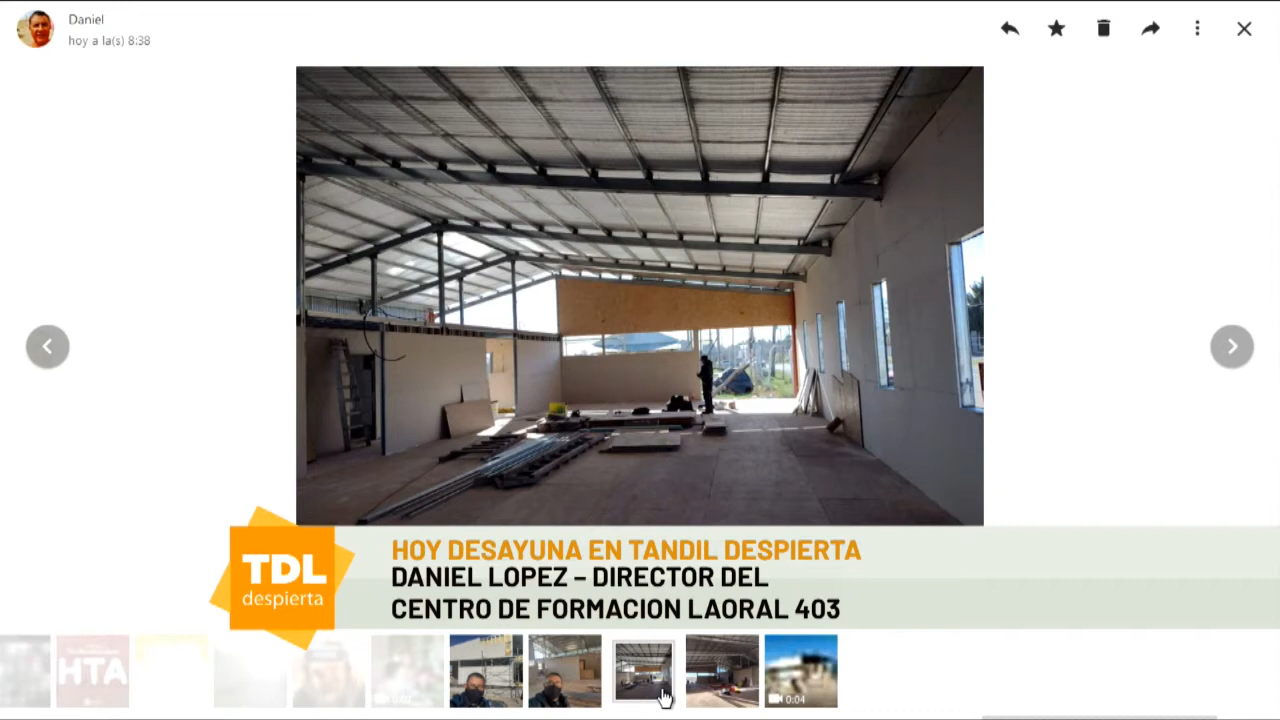 Daniel
hoy a la(s) 8:38
HOY DESAYUNA EN TANDIL DESPIERTA
DANIEL LOPEZ – DIRECTOR DEL
CENTRO DE FORMACION LAORAL 403
TDL
despierta
HTA
0:04